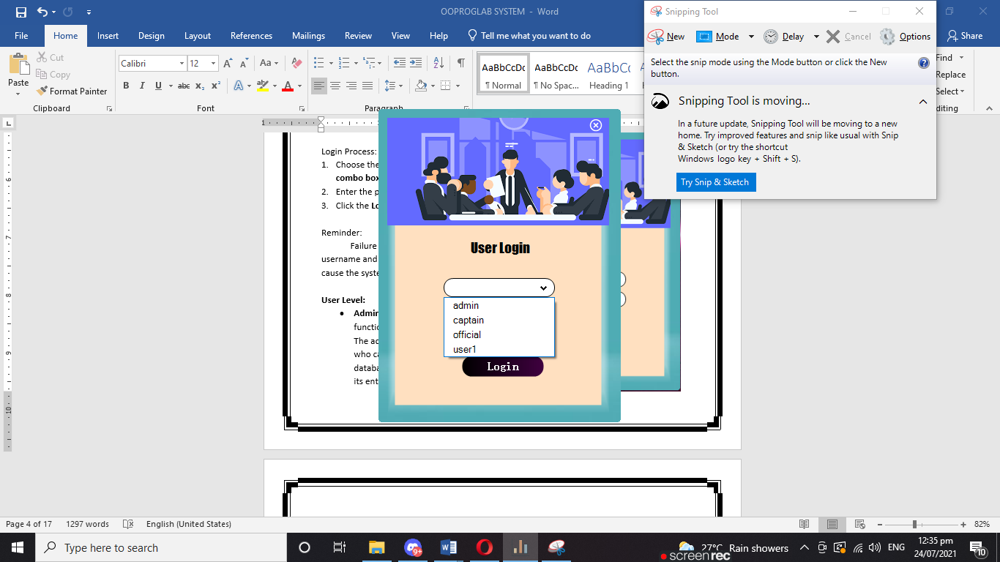 OOPROGLAB SYSTEM - Word
File Home Insert Design Layout References Mailings Review View Help Tell me what you want to do Share
Cut
Copy
Paste
Format Painter
Clipboard
Calibri 12
Aa
B I U abc x₂ x²
Font
Paragraph
AaBbCcDc AaBbCcDc AaBbCc
¶ Normal ¶ No Spac... Heading 1
Find
Replace
Select
diting
Snipping Tool
New Mode Delay Cancel Options
Select the snip mode using the Mode button or click the New
button.
Snipping Tool is moving...
In a future update, Snipping Tool will be moving to a new
home. Try improved features and snip like usual with Snip
& Sketch (or try the shortcut
Windows logo key + Shift + S).
Try Snip & Sketch
Login Process:
1. Choose the
combo box
2. Enter the p
3. Click the Lo
Reminder:
Failure
username and
cause the syste
User Level:
• Admin
functio
The ad
who ca
databa
its ent
User Login
admin
captain
official
user1
Login
Page 4 of 17 1297 words English (United States) 82%
Type here to search
9+
27°C Rain showers ENG 12:35 pm
24/07/2021
10
screenrec